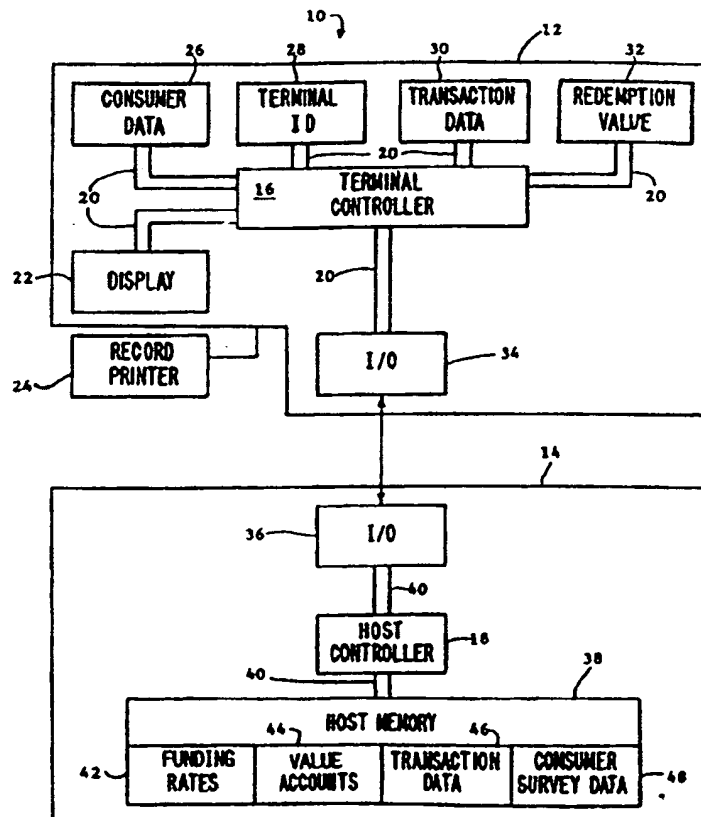 10
26
28
30
32
12
CONSUMER
DATA
TERMINAL
ID
TRANSACTION
DATA
REDEMPTION
VALUE
20
20
20
16
TERMINAL
CONTROLLER
22
DISPLAY
20
24
RECORD
PRINTER
I/O
34
14
36
I/O
40
HOST
CONTROLLER
18
40
38
HOST MEMORY
44
46
42
FUNDING
RATES
VALUE
ACCOUNTS
TRANSACTION
DATA
CONSUMER
SURVEY DATA
48